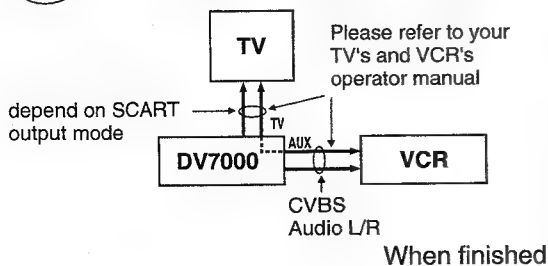 TV
Please refer to your
TV's and VCR's
operator manual
depend on SCART
output mode
TV
AUX
DV7000
VCR
CVBS
Audio L/R
When finished